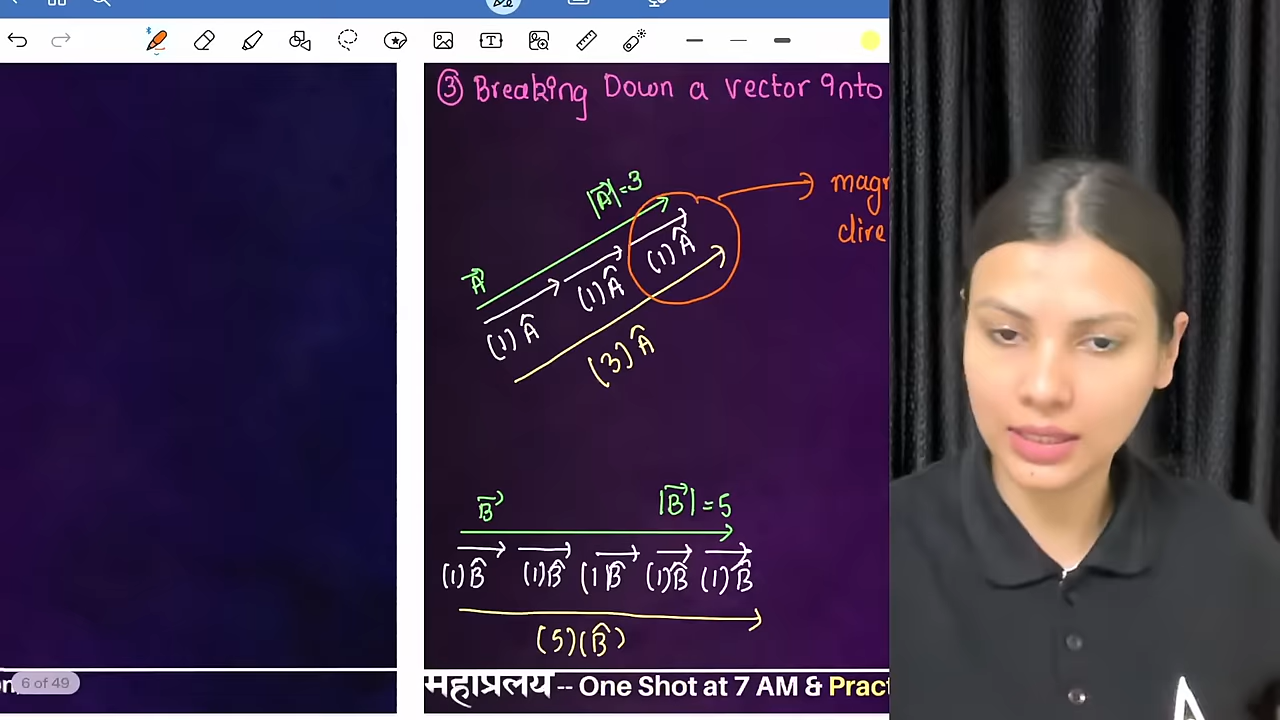 ③ Breaking Down a vector into
|A⃗|=3
magn
dire
A⃗
(1)Â
(1)Â
(1)Â
(3)Â
B⃗
|B⃗|=5
(1)B̂ (1)B̂ (1)B̂ (1)B̂ (1)B̂
(5)(B̂)
6 of 49
महाप्रलय -- One Shot at 7 AM & Pract